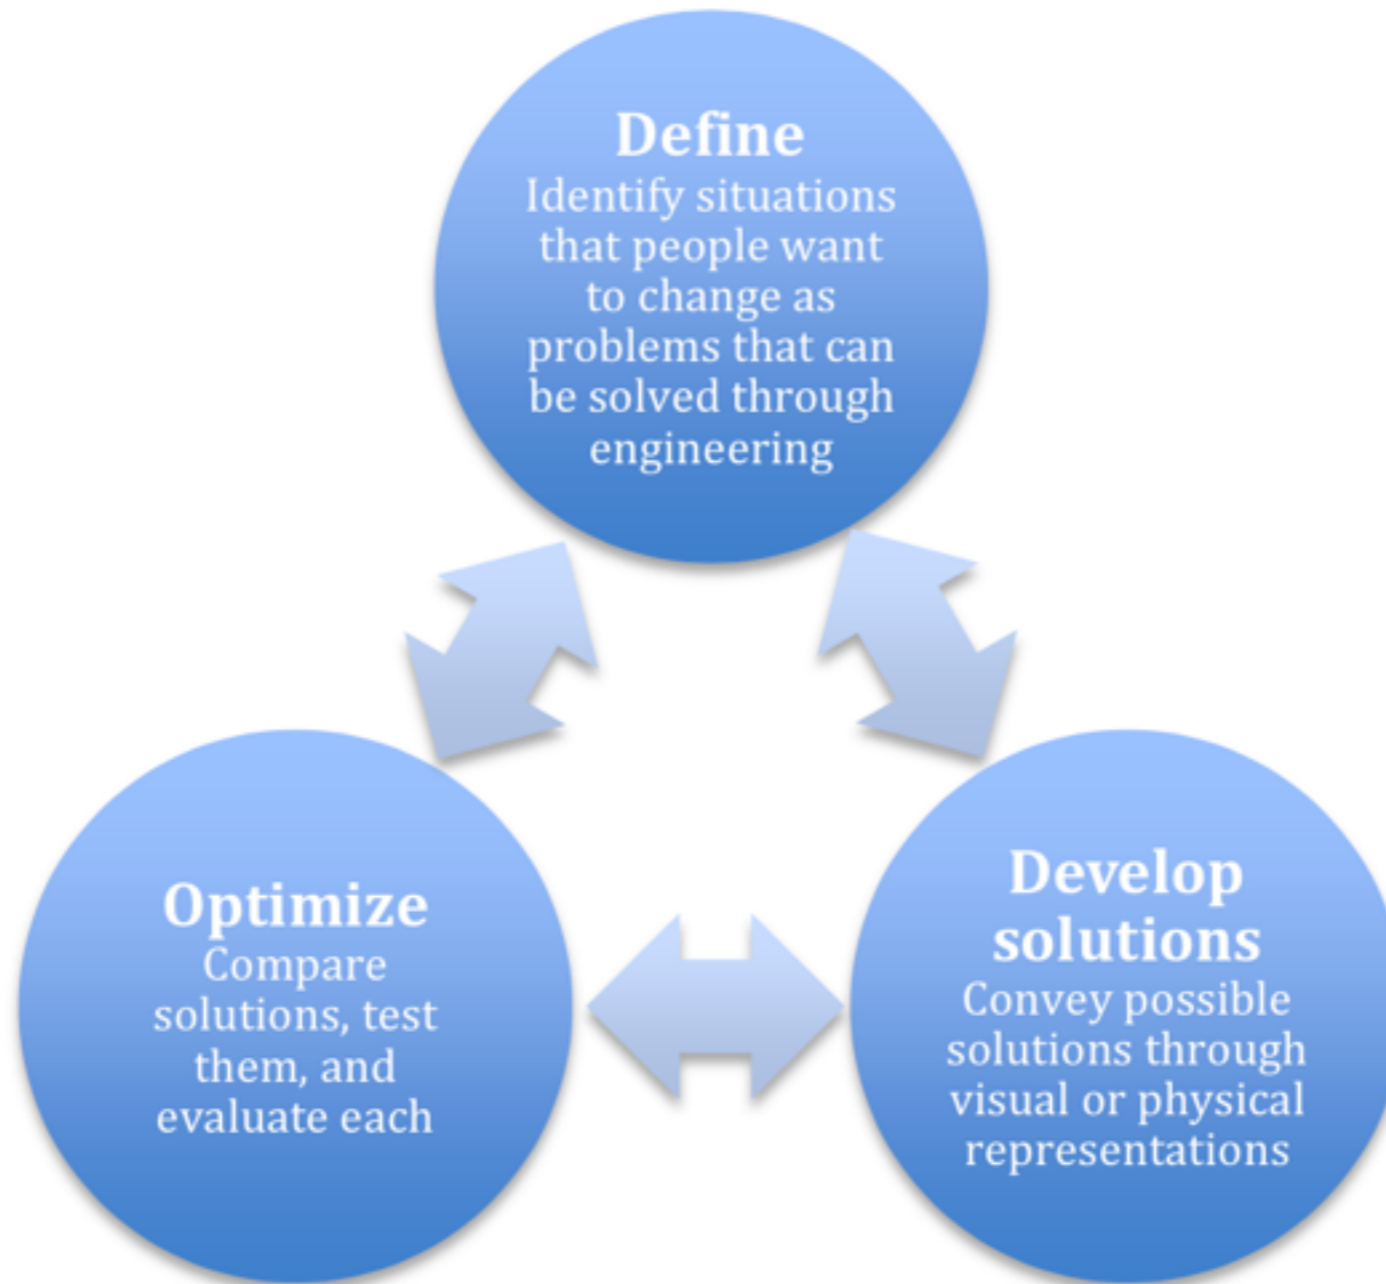 Define
Identify situations
that people want
to change as
problems that can
be solved through
engineering
Optimize
Compare
solutions, test
them, and
evaluate each
Develop
solutions
Convey possible
solutions through
visual or physical
representations